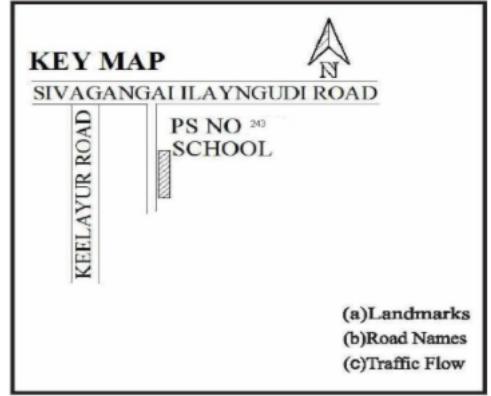 N
KEY MAP
SIVAGANGAI ILAYNGUDI ROAD
KEELAYUR ROAD
PS NO 243
SCHOOL
(a)Landmarks
(b)Road Names
(c)Traffic Flow